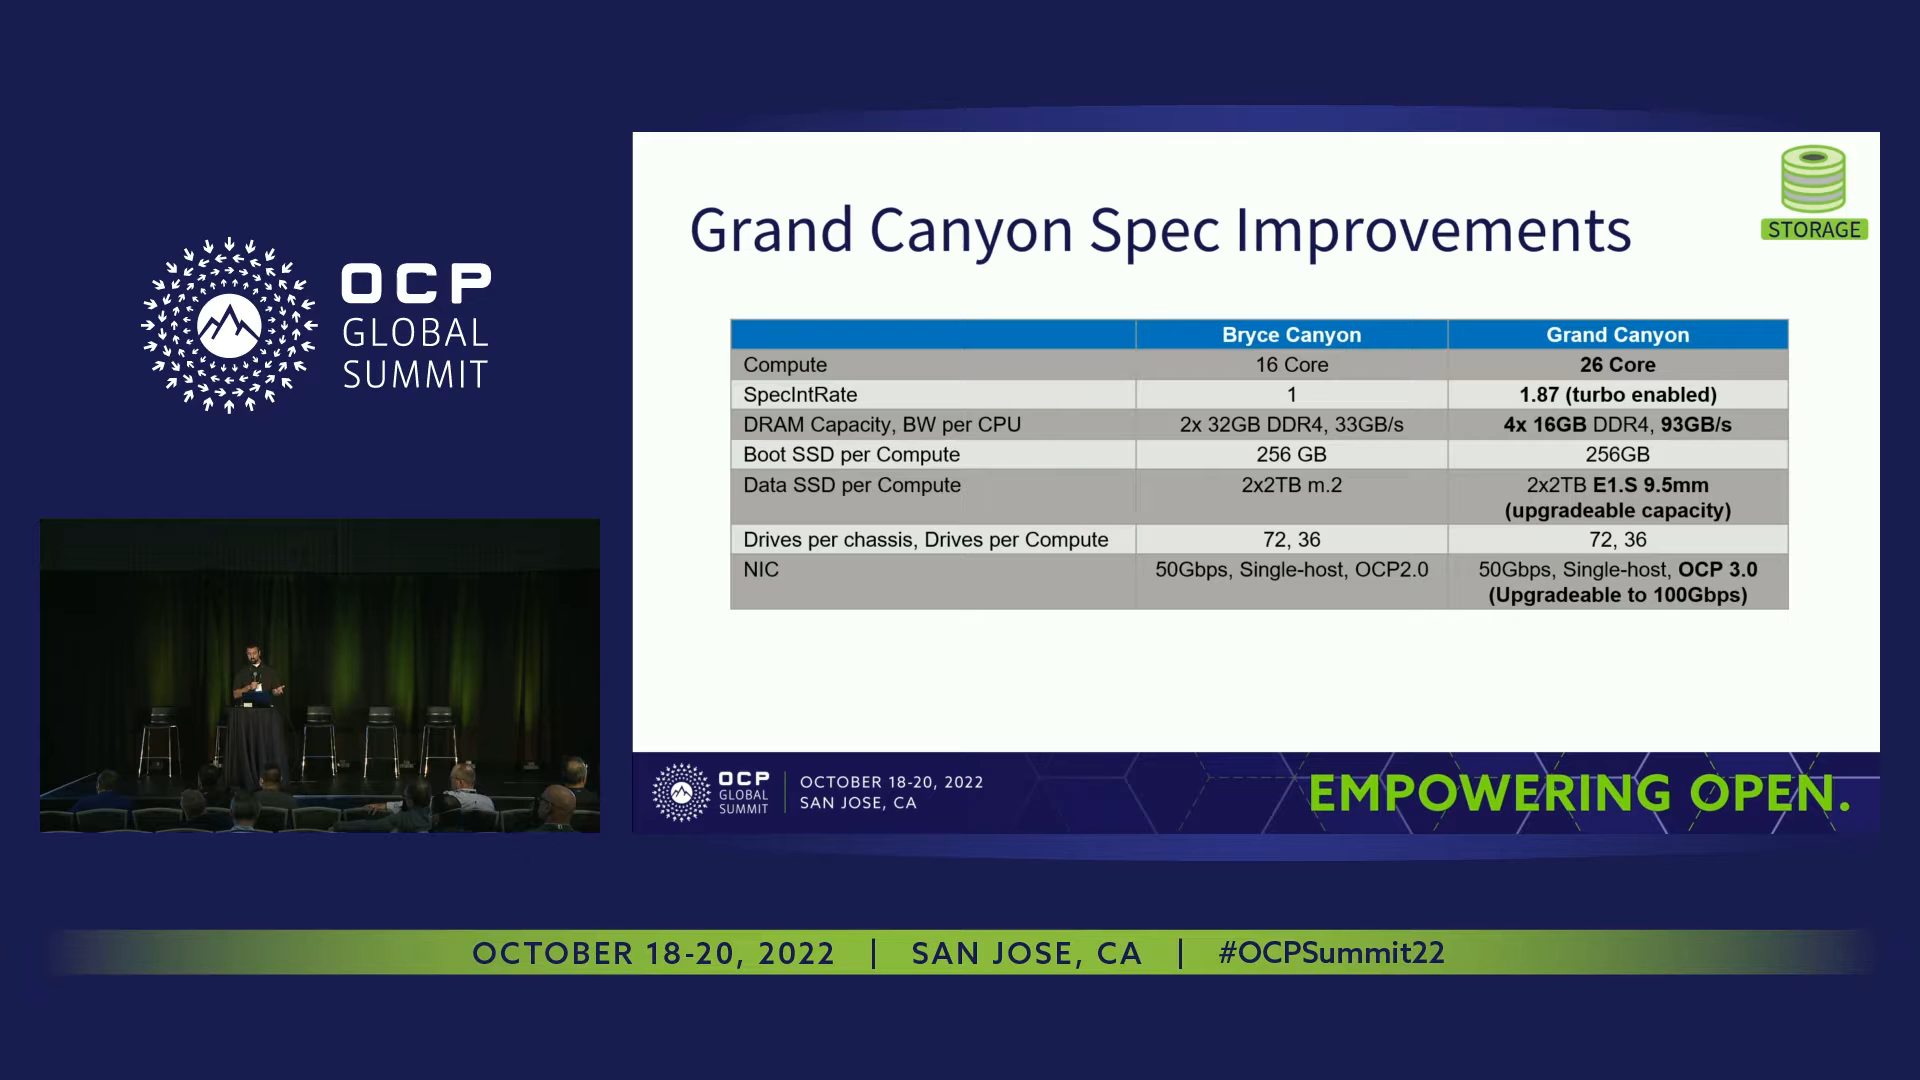 OCP
GLOBAL
SUMMIT
STORAGE
Grand Canyon Spec Improvements
Bryce Canyon Grand Canyon
Compute 16 Core 26 Core
SpecIntRate 1 1.87 (turbo enabled)
DRAM Capacity, BW per CPU 2x 32GB DDR4, 33GB/s 4x 16GB DDR4, 93GB/s
Boot SSD per Compute 256 GB 256GB
Data SSD per Compute 2x2TB m.2 2x2TB E1.S 9.5mm
(upgradeable capacity)
Drives per chassis, Drives per Compute 72, 36 72, 36
NIC 50Gbps, Single-host, OCP2.0 50Gbps, Single-host, OCP 3.0
(Upgradeable to 100Gbps)
OCP
GLOBAL
SUMMIT
OCTOBER 18-20, 2022
SAN JOSE, CA
EMPOWERING OPEN.
OCTOBER 18-20, 2022 | SAN JOSE, CA | #OCPSummit22